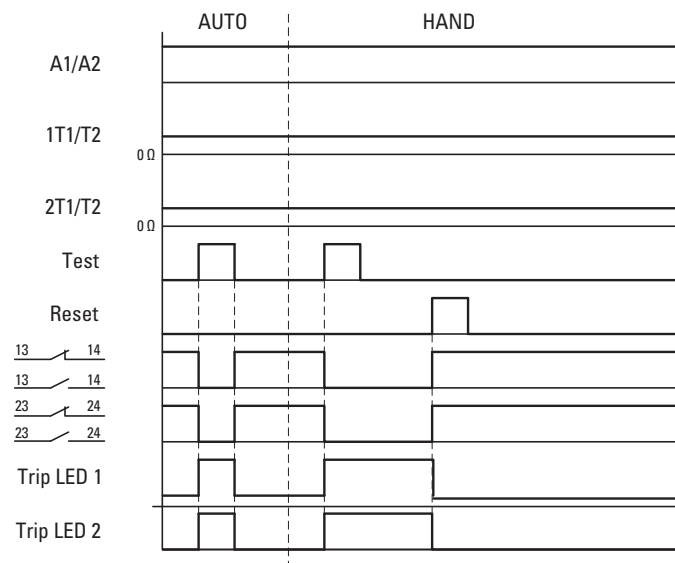 AUTO HAND
A1/A2
1T1/T2
0 Ω
2T1/T2
0 Ω
Test
Reset
13 14
13 14
23 24
23 24
Trip LED 1
Trip LED 2